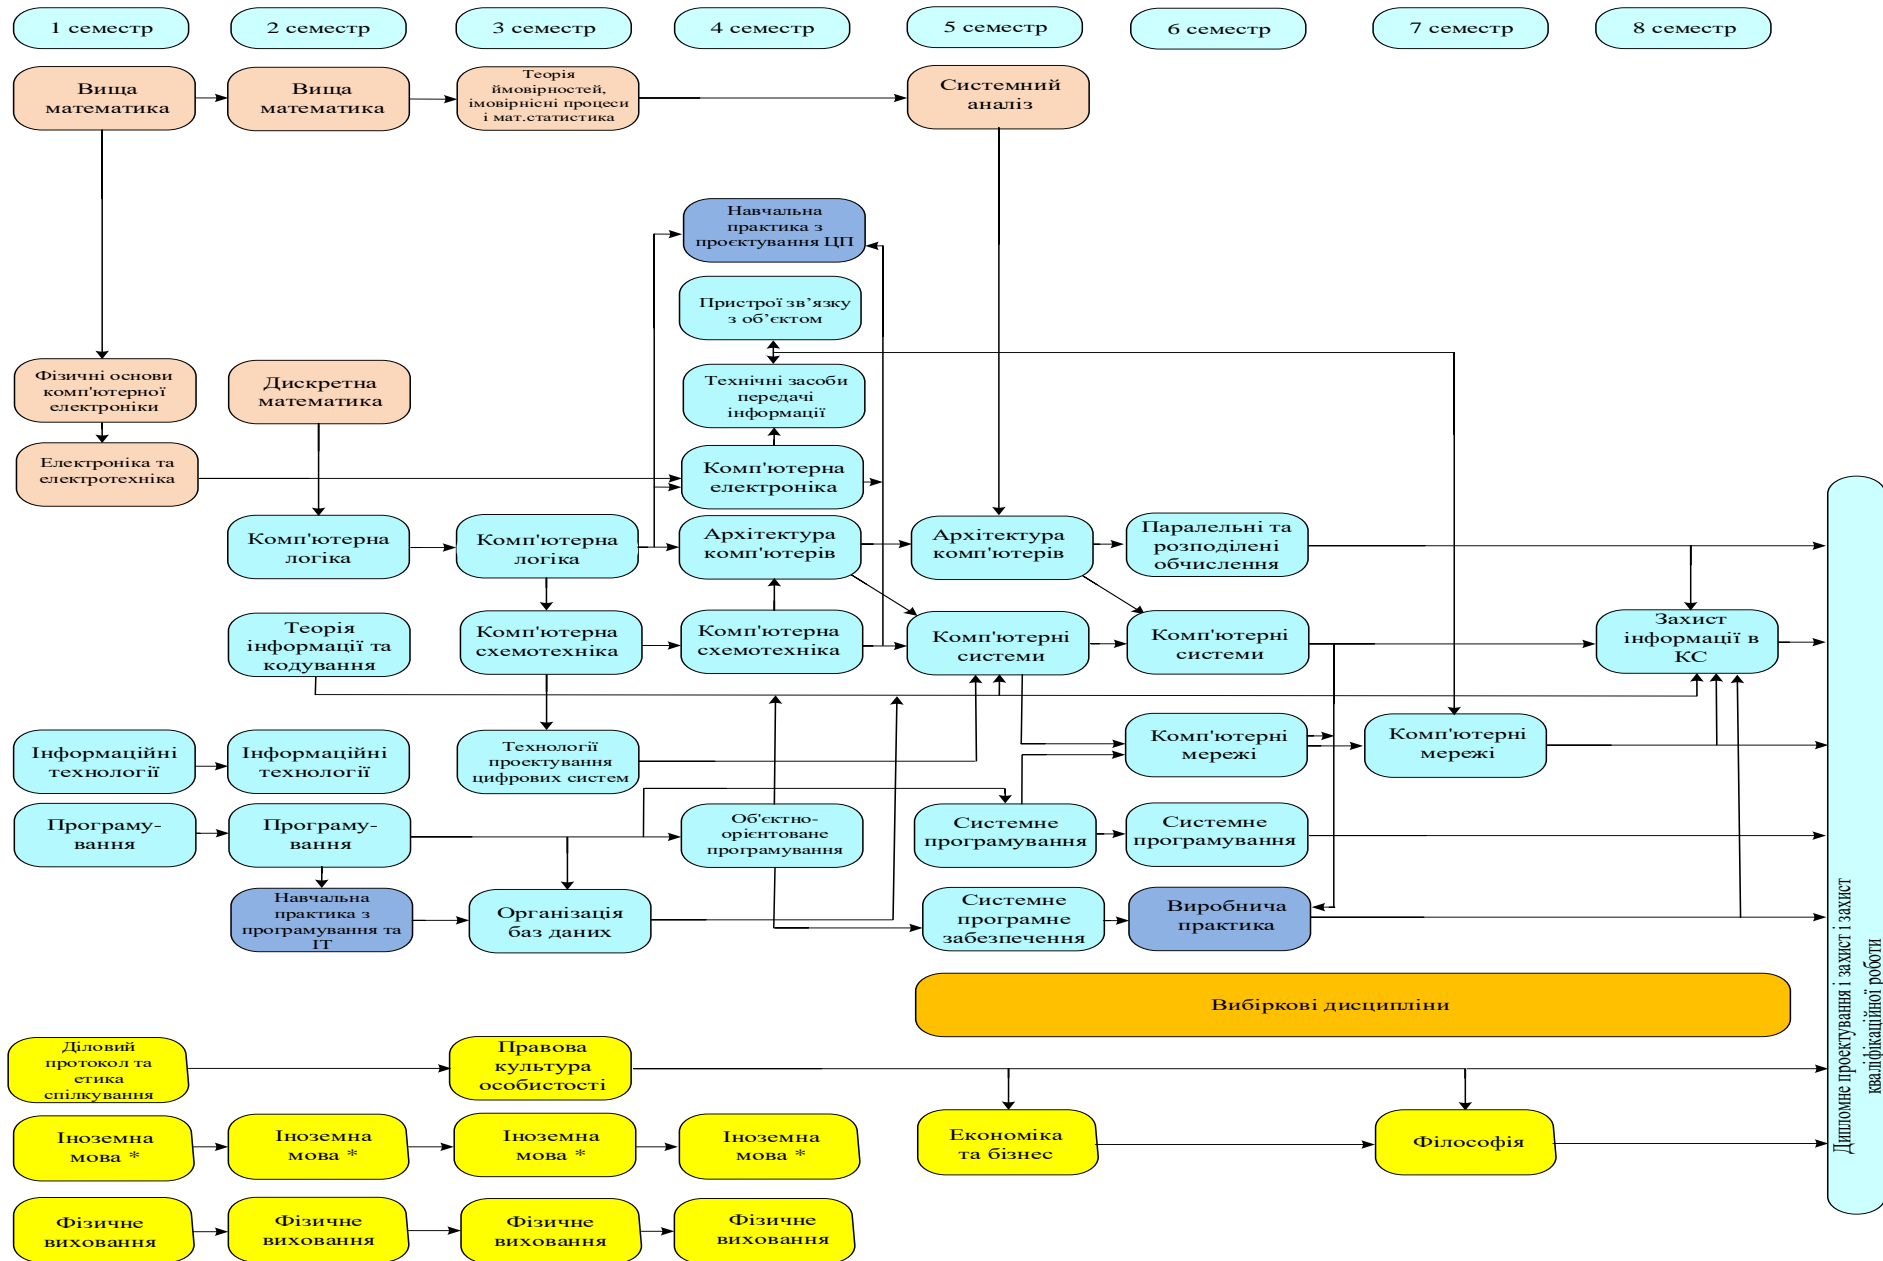 1 семестр
2 семестр
3 семестр
4 семестр
5 семестр
6 семестр
7 семестр
8 семестр
Вища
математика
Вища
математика
Теорія
ймовірностей,
імовірнісні процеси
і мат.статистика
Системний
аналіз
Навчальна
практика з
проєктування ЦП
Пристрої зв’язку
з об’єктом
Фізичні основи
комп'ютерної
електроніки
Дискретна
математика
Технічні засоби
передачі
інформації
Електроніка та
електротехніка
Комп'ютерна
електроніка
Комп'ютерна
логіка
Комп'ютерна
логіка
Архітектура
комп'ютерів
Архітектура
комп'ютерів
Паралельні та
розподілені
обчислення
Теорія
інформації та
кодування
Комп'ютерна
схемотехніка
Комп'ютерна
схемотехніка
Комп'ютерні
системи
Комп'ютерні
системи
Захист
інформації в
КС
Інформаційні
технології
Інформаційні
технології
Технології
проектування
цифрових систем
Комп'ютерні
мережі
Комп'ютерні
мережі
Програму-
вання
Програму-
вання
Об'єктно-
орієнтоване
програмування
Системне
програмування
Системне
програмування
Навчальна
практика з
програмування та
ІТ
Організація
баз даних
Системне
програмне
забезпечення
Виробнича
практика
Вибіркові дисципліни
Діловий
протокол та
етика
спілкування
Правова
культура
особистості
Іноземна
мова *
Іноземна
мова *
Іноземна
мова *
Іноземна
мова *
Економіка
та бізнес
Філософія
Фізичне
виховання
Фізичне
виховання
Фізичне
виховання
Фізичне
виховання
Дипломне проектування і захист і захист
кваліфікаційної роботи